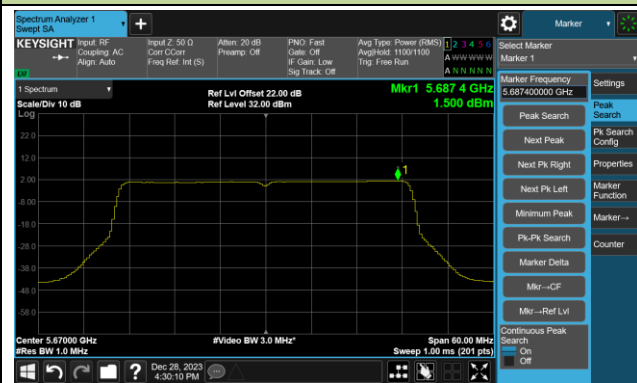 Spectrum Analyzer 1
Swept SA
+
Marker
KEYSIGHT
Input: RF
Coupling: AC
Align: Auto
Input Z: 50 Ω
Corr CCorr
Freq Ref: Int (S)
Atten: 20 dB
Preamp: Off
PNO: Fast
Gate: Off
IF Gain: Low
Sig Track: Off
Avg Type: Power (RMS)
Avg|Hold: 1100/1100
Trig: Free Run
1 2 3 4 5 6
A W W W W W
A N N N N N
Select Marker
Marker 1
LXI
1 Spectrum
Scale/Div 10 dB
Log
Ref Lvl Offset 22.00 dB
Ref Level 32.00 dBm
Mkr1 5.687 4 GHz
1.500 dBm
22.0
12.0
2.00
-8.00
-18.0
-28.0
-38.0
-48.0
-58.0
1
Center 5.67000 GHz
#Res BW 1.0 MHz
#Video BW 3.0 MHz*
Span 60.00 MHz
Sweep 1.00 ms (201 pts)
Marker Frequency
5.687400000 GHz
Peak Search
Next Peak
Next Pk Right
Next Pk Left
Minimum Peak
Pk-Pk Search
Marker Delta
Mkr→CF
Mkr→Ref Lvl
Continuous Peak
Search
On
Off
Settings
Peak
Search
Pk Search
Config
Properties
Marker
Function
Marker→
Counter
?
Dec 28, 2023
4:30:10 PM